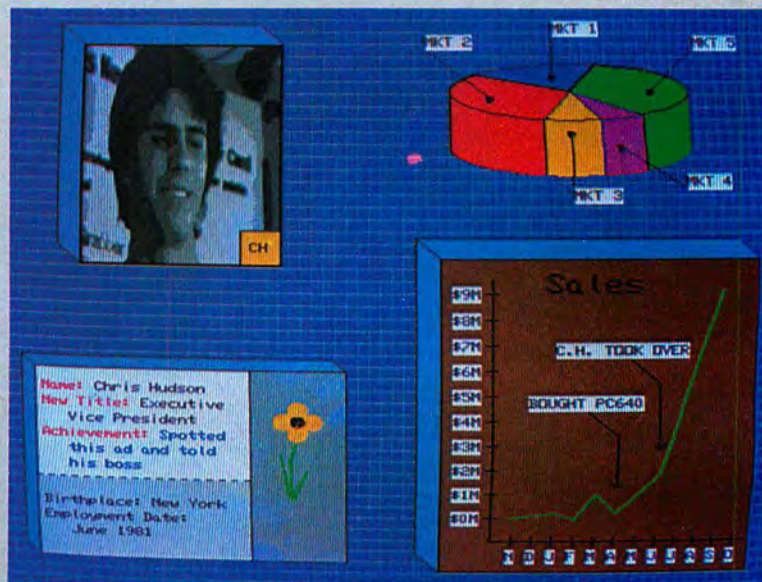 CH
MKT 2
MKT 1
MKT 5
MKT 3
MKT 4
Name: Chris Hudson
New Title: Executive
Vice President
Achievement: Spotted
this ad and told
his boss
Birthplace: New York
Employment Date:
June 1981
Sales
$9M
$8M
$7M
$6M
$5M
$4M
$3M
$2M
$1M
$0M
C.H. TOOK OVER
BOUGHT PC640
N D J F M A M J J A S D